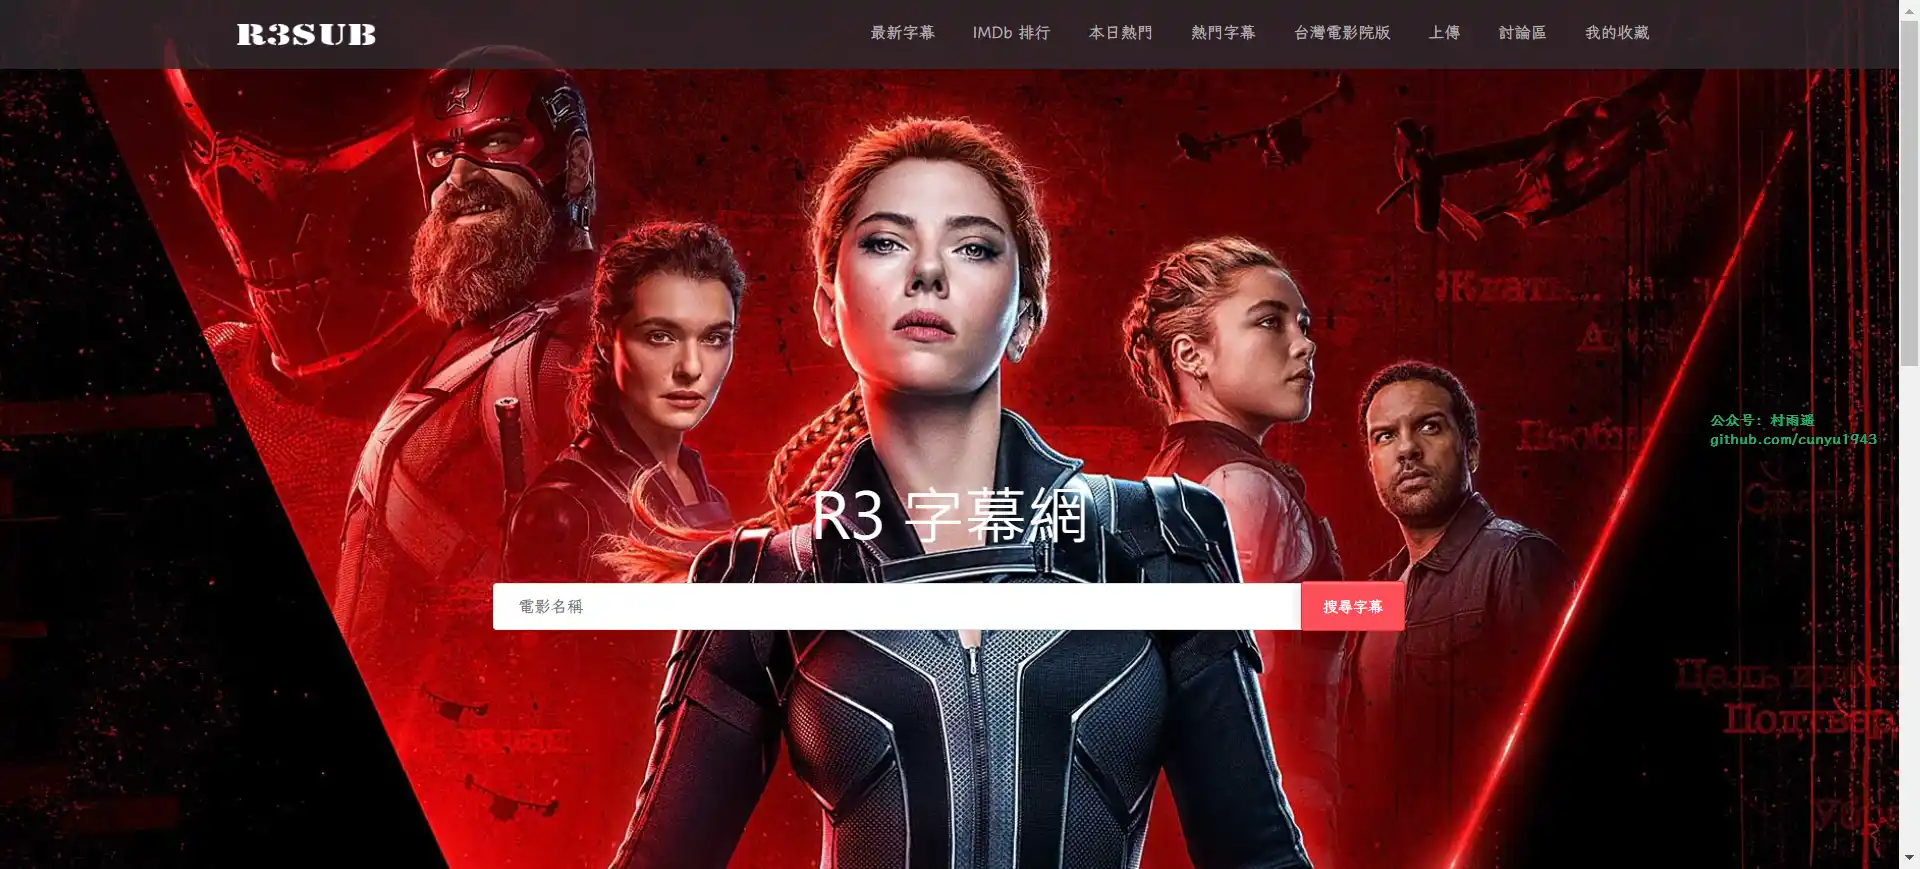 R3SUB
最新字幕
IMDb 排行
本日熱門
熱門字幕
台灣電影院版
上傳
討論區
我的收藏
公众号：村雨遥
github.com/cunyu1943
R3 字幕網
電影名稱
搜尋字幕